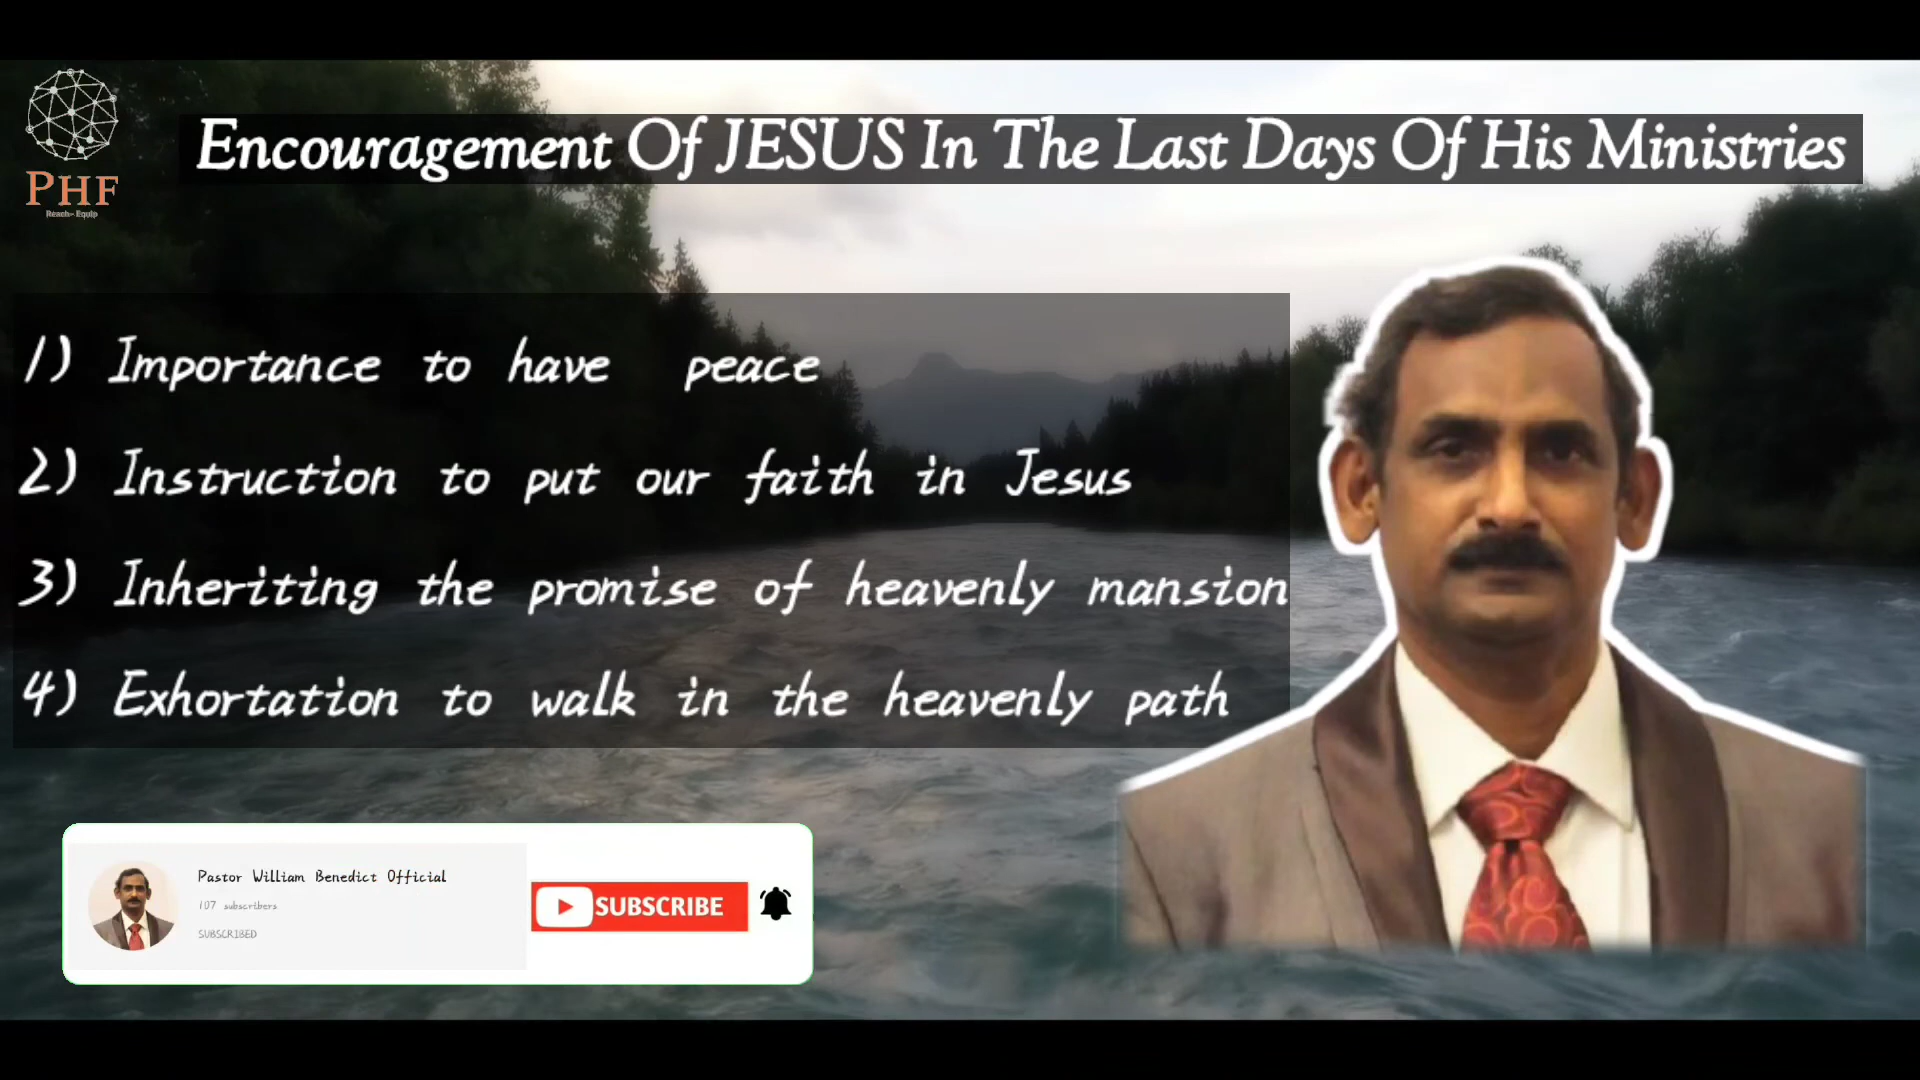 PHF
Reach- Equip
Encouragement Of JESUS In The Last Days Of His Ministries
1) Importance to have peace
2) Instruction to put our faith in Jesus
3) Inheriting the promise of heavenly mansion
4) Exhortation to walk in the heavenly path
Pastor William Benedict Official
107 subscribers
SUBSCRIBED
SUBSCRIBE